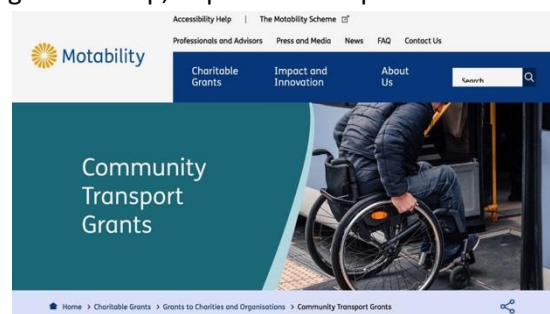 Accessibility Help | The Motability Scheme
Professionals and Advisors Press and Media News FAQ Contact Us
Motability
Charitable Grants
Impact and Innovation
About Us
Search
Community
Transport
Grants
Home > Charitable Grants > Grants to Charities and Organisations > Community Transport Grants